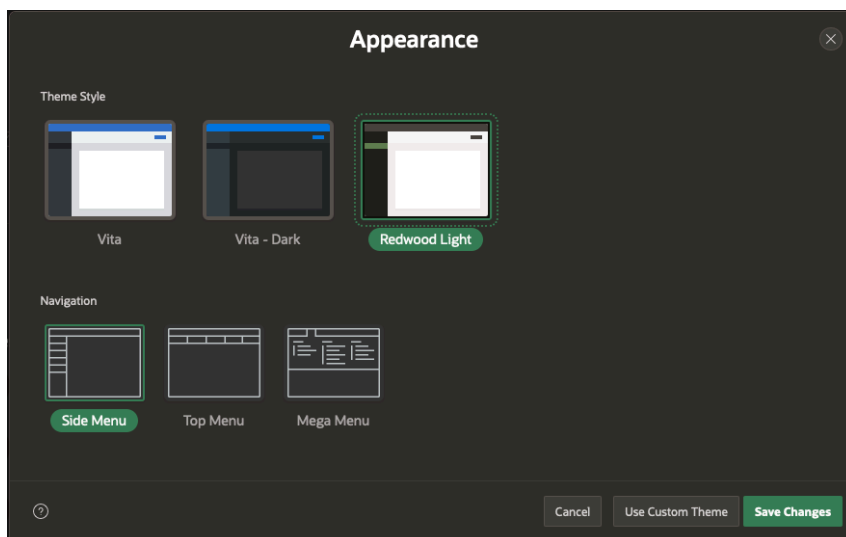 Appearance
Theme Style
Vita
Vita - Dark
Redwood Light
Navigation
Side Menu
Top Menu
Mega Menu
?
Cancel
Use Custom Theme
Save Changes